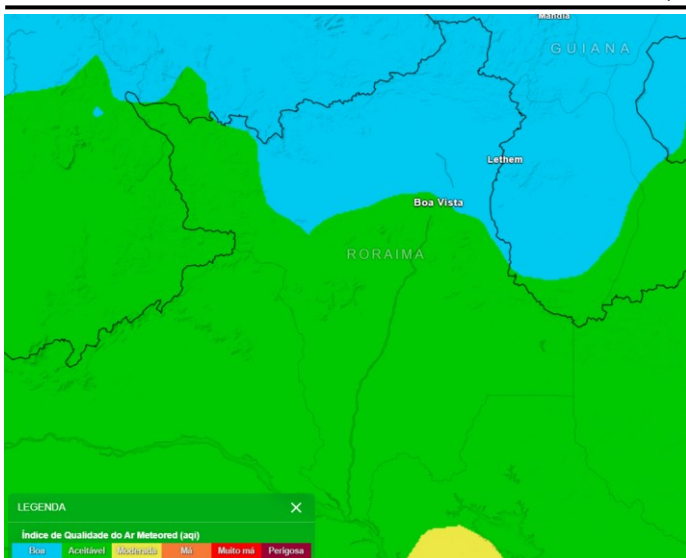 Mahdia
GUIANA
Lethem
Boa Vista
RORAIMA
LEGENDA
Índice de Qualidade do Ar Meteored (aqi)
Boa Aceitável Moderada Má Muito má Perigosa